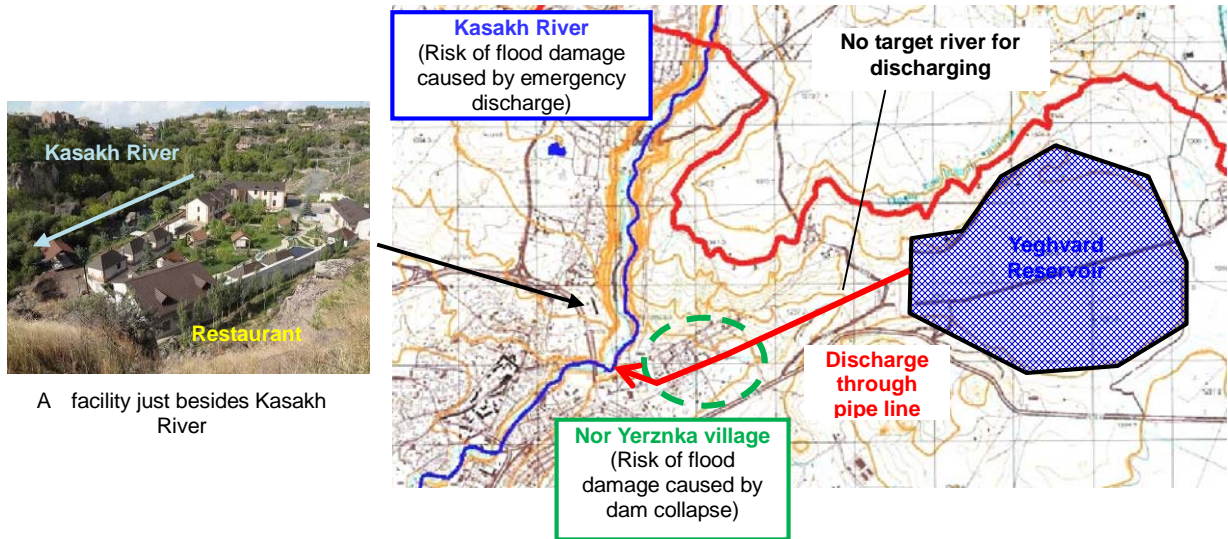 Kasakh River
(Risk of flood damage
caused by emergency
discharge)
No target river for
discharging
Kasakh River
Restaurant
A facility just besides Kasakh
River
Yeghvard
Reservoir
Discharge
through
pipe line
Nor Yerznka village
(Risk of flood
damage caused by
dam collapse)